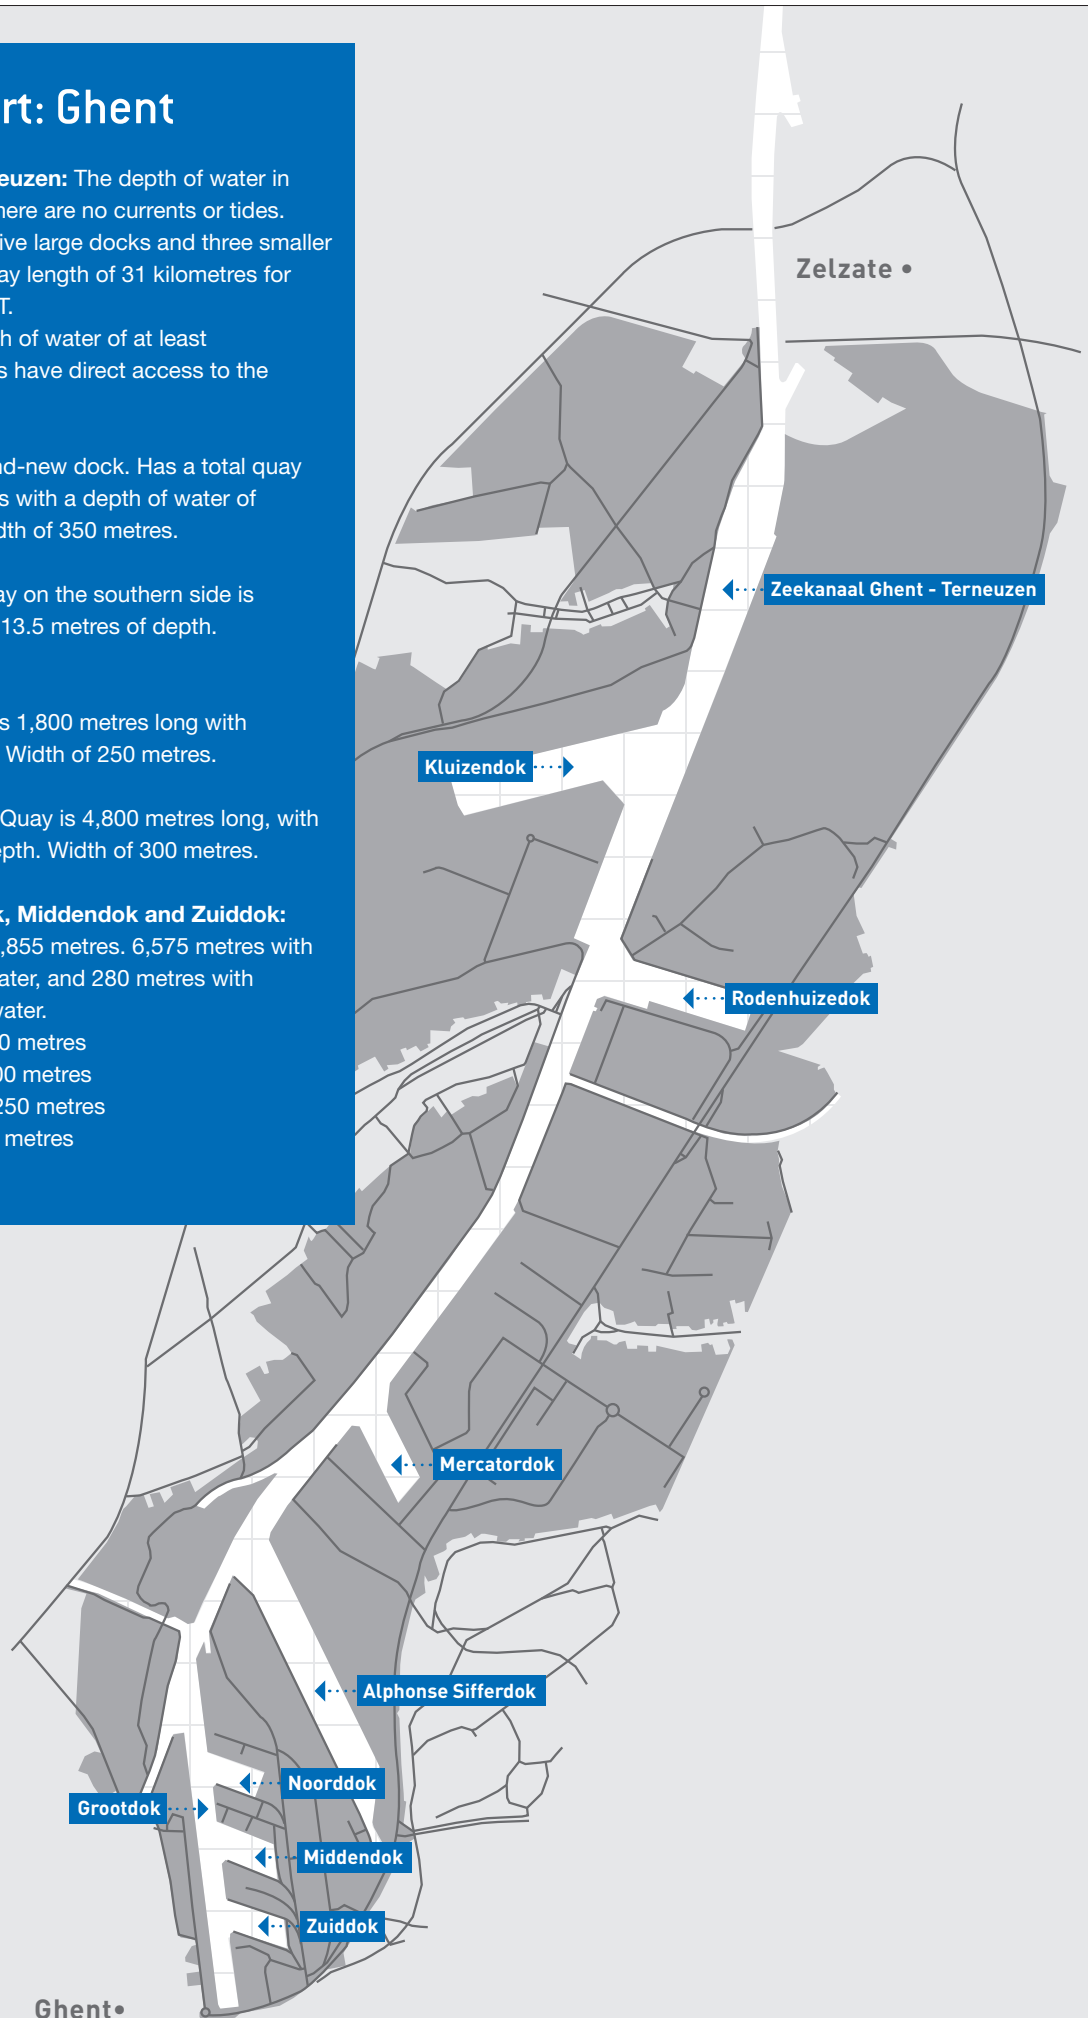 rt: Ghent
euzen: The depth of water in
here are no currents or tides.
ive large docks and three smaller
ay length of 31 kilometres for
T.
h of water of at least
s have direct access to the
nd-new dock. Has a total quay
s with a depth of water of
dth of 350 metres.
ay on the southern side is
13.5 metres of depth.
s 1,800 metres long with
Width of 250 metres.
Quay is 4,800 metres long, with
epth. Width of 300 metres.
k, Middendok and Zuiddok:
,855 metres. 6,575 metres with
ater, and 280 metres with
water.
0 metres
00 metres
250 metres
metres
Zelzate •
Zeekanaal Ghent - Terneuzen
Kluizendok
Rodenhuizedok
Mercatordok
Alphonse Sifferdok
Noorddok
Grootdok
Middendok
Zuiddok
Ghent•